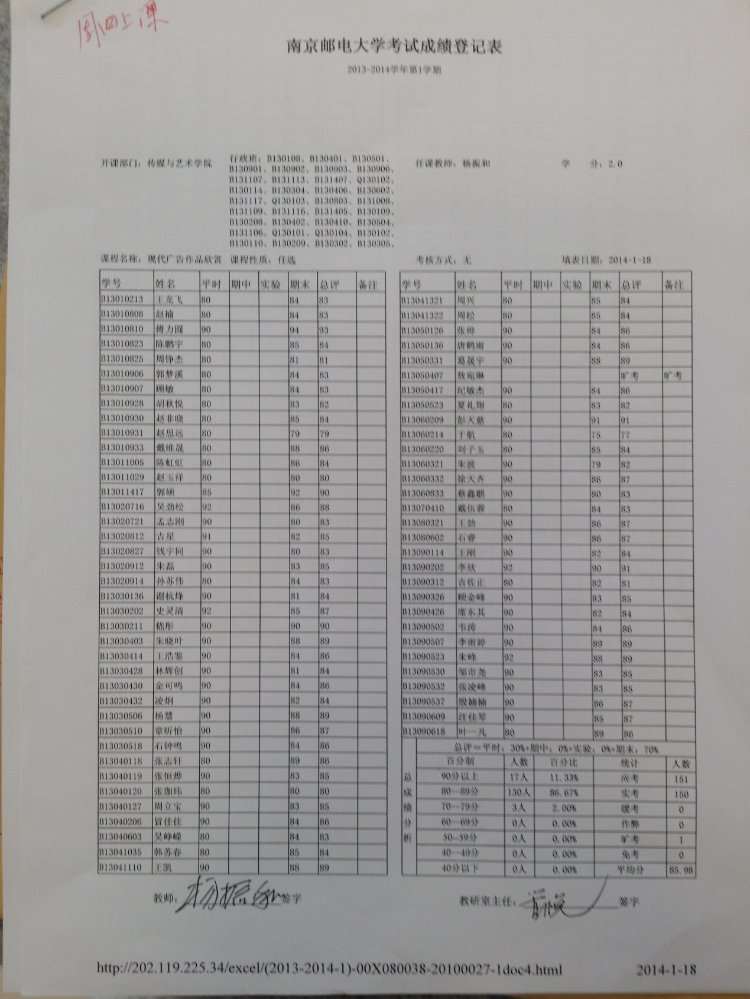 周四上课
南京邮电大学考试成绩登记表
2013-2014学年第1学期
开课部门：传媒与艺术学院
行政班：B130108、B130401、B130501、
B130901、B130902、B130903、B130906、
B131107、B131113、B131407、Q130102、
B130114、B130304、B130406、B130602、
B131117、Q130103、B130803、B131008、
B131109、B131116、B131405、B130109、
B130208、B130402、B130410、B130504、
B131106、Q130101、Q130104、B130102、
B130110、B130209、B130302、B130305、
任课教师：杨振和
学 分：2.0
课程名称：现代广告作品欣赏 课程性质：任选
考核方式：无
填表日期：2014-1-18
学号 姓名 平时 期中 实验 期末 总评 备注
B13010213 王龙飞 80 84 83
B13010808 赵楠 80 84 83
B13010810 傅力圆 90 94 93
B13010823 陈鹏宇 80 85 84
B13010825 周铮杰 80 81 81
B13010906 郭梦溪 80 84 83
B13010907 顾敏 80 84 83
B13010928 胡秋悦 80 83 82
B13010930 赵非晓 80 85 84
B13010931 赵思远 80 79 79
B13010933 戴维晟 80 88 86
B13011005 陈虹虹 80 86 84
B13011029 赵玉祥 80 80 80
B13011417 郭硕 85 92 90
B13020716 吴劲松 92 86 88
B13020721 孟志刚 90 80 83
B13020812 吉星 91 82 85
B13020827 钱宇同 90 80 83
B13020912 朱磊 90 83 85
B13020914 孙苏伟 80 84 83
B13030136 谢杭烽 90 81 84
B13030202 史灵清 92 85 87
B13030211 嵇彤 90 90 90
B13030403 朱晓叶 90 88 89
B13030414 王浩鉴 90 84 86
B13030428 林辉创 90 81 84
B13030430 金可鸣 90 84 86
B13030432 凌炯 90 82 84
B13030506 杨慧 90 88 89
B13030510 章昕怡 90 86 87
B13030518 石钟鸣 90 84 86
B13040118 张志轩 80 89 86
B13040119 张恒烨 90 83 85
B13040120 张珈玮 80 80 80
B13040127 周立宝 90 83 85
B13040206 冒佳佳 90 84 86
B13040603 吴峥嵘 80 84 83
B13041035 韩苏春 80 85 84
B13041110 王凯 90 88 89
学号 姓名 平时 期中 实验 期末 总评 备注
B13041321 周兴 80 85 84
B13041322 周松 80 85 84
B13050126 张帅 90 84 86
B13050136 唐鹤雨 90 84 86
B13050331 葛晟宇 90 88 89
B13050407 旷考 旷考
B13050417 纪敏杰 90 84 86
B13050523 夏礼翔 80 83 82
B13060209 彭天慈 90 91 91
B13060214 于航 80 75 77
B13060220 刘子玉 80 85 84
B13060321 朱波 90 79 82
B13060332 徐天齐 90 86 87
B13060833 蔡鑫麒 90 80 83
B13070410 戴伍蓉 80 84 83
B13080321 王劲 90 86 87
B13080602 石睿 90 86 87
B13090114 王刚 90 82 84
B13090202 李欣 92 90 91
B13090312 吉佐正 80 82 81
B13090326 顾金峰 90 83 85
B13090426 席东其 90 82 84
B13090502 韦涛 90 84 86
B13090507 李雨婷 90 89 89
B13090523 朱峰 92 88 89
B13090530 邹市尧 90 83 85
B13090532 张凌峰 90 83 85
B13090537 殷楠楠 90 86 87
B13090609 江佳琴 90 85 87
B13090618 叶一凡 80 89 86
总成绩分析
总评＝平时：30%+期中：0%+实验：0%+期末：70%
百分制 人数 百分比 统计 人数
90分以上 17人 11.33% 应考 151
80—89分 130人 86.67% 实考 150
70—79分 3人 2.00% 缓考 0
60—69分 0人 0.00% 作弊 0
50—59分 0人 0.00% 旷考 1
40—49分 0人 0.00% 免考 0
40分以下 0人 0.00% 平均分 85.98
教师：杨振和 签字
教研室主任： 签字
http://202.119.225.34/excel/(2013-2014-1)-00X080038-20100027-1doc4.html 2014-1-18